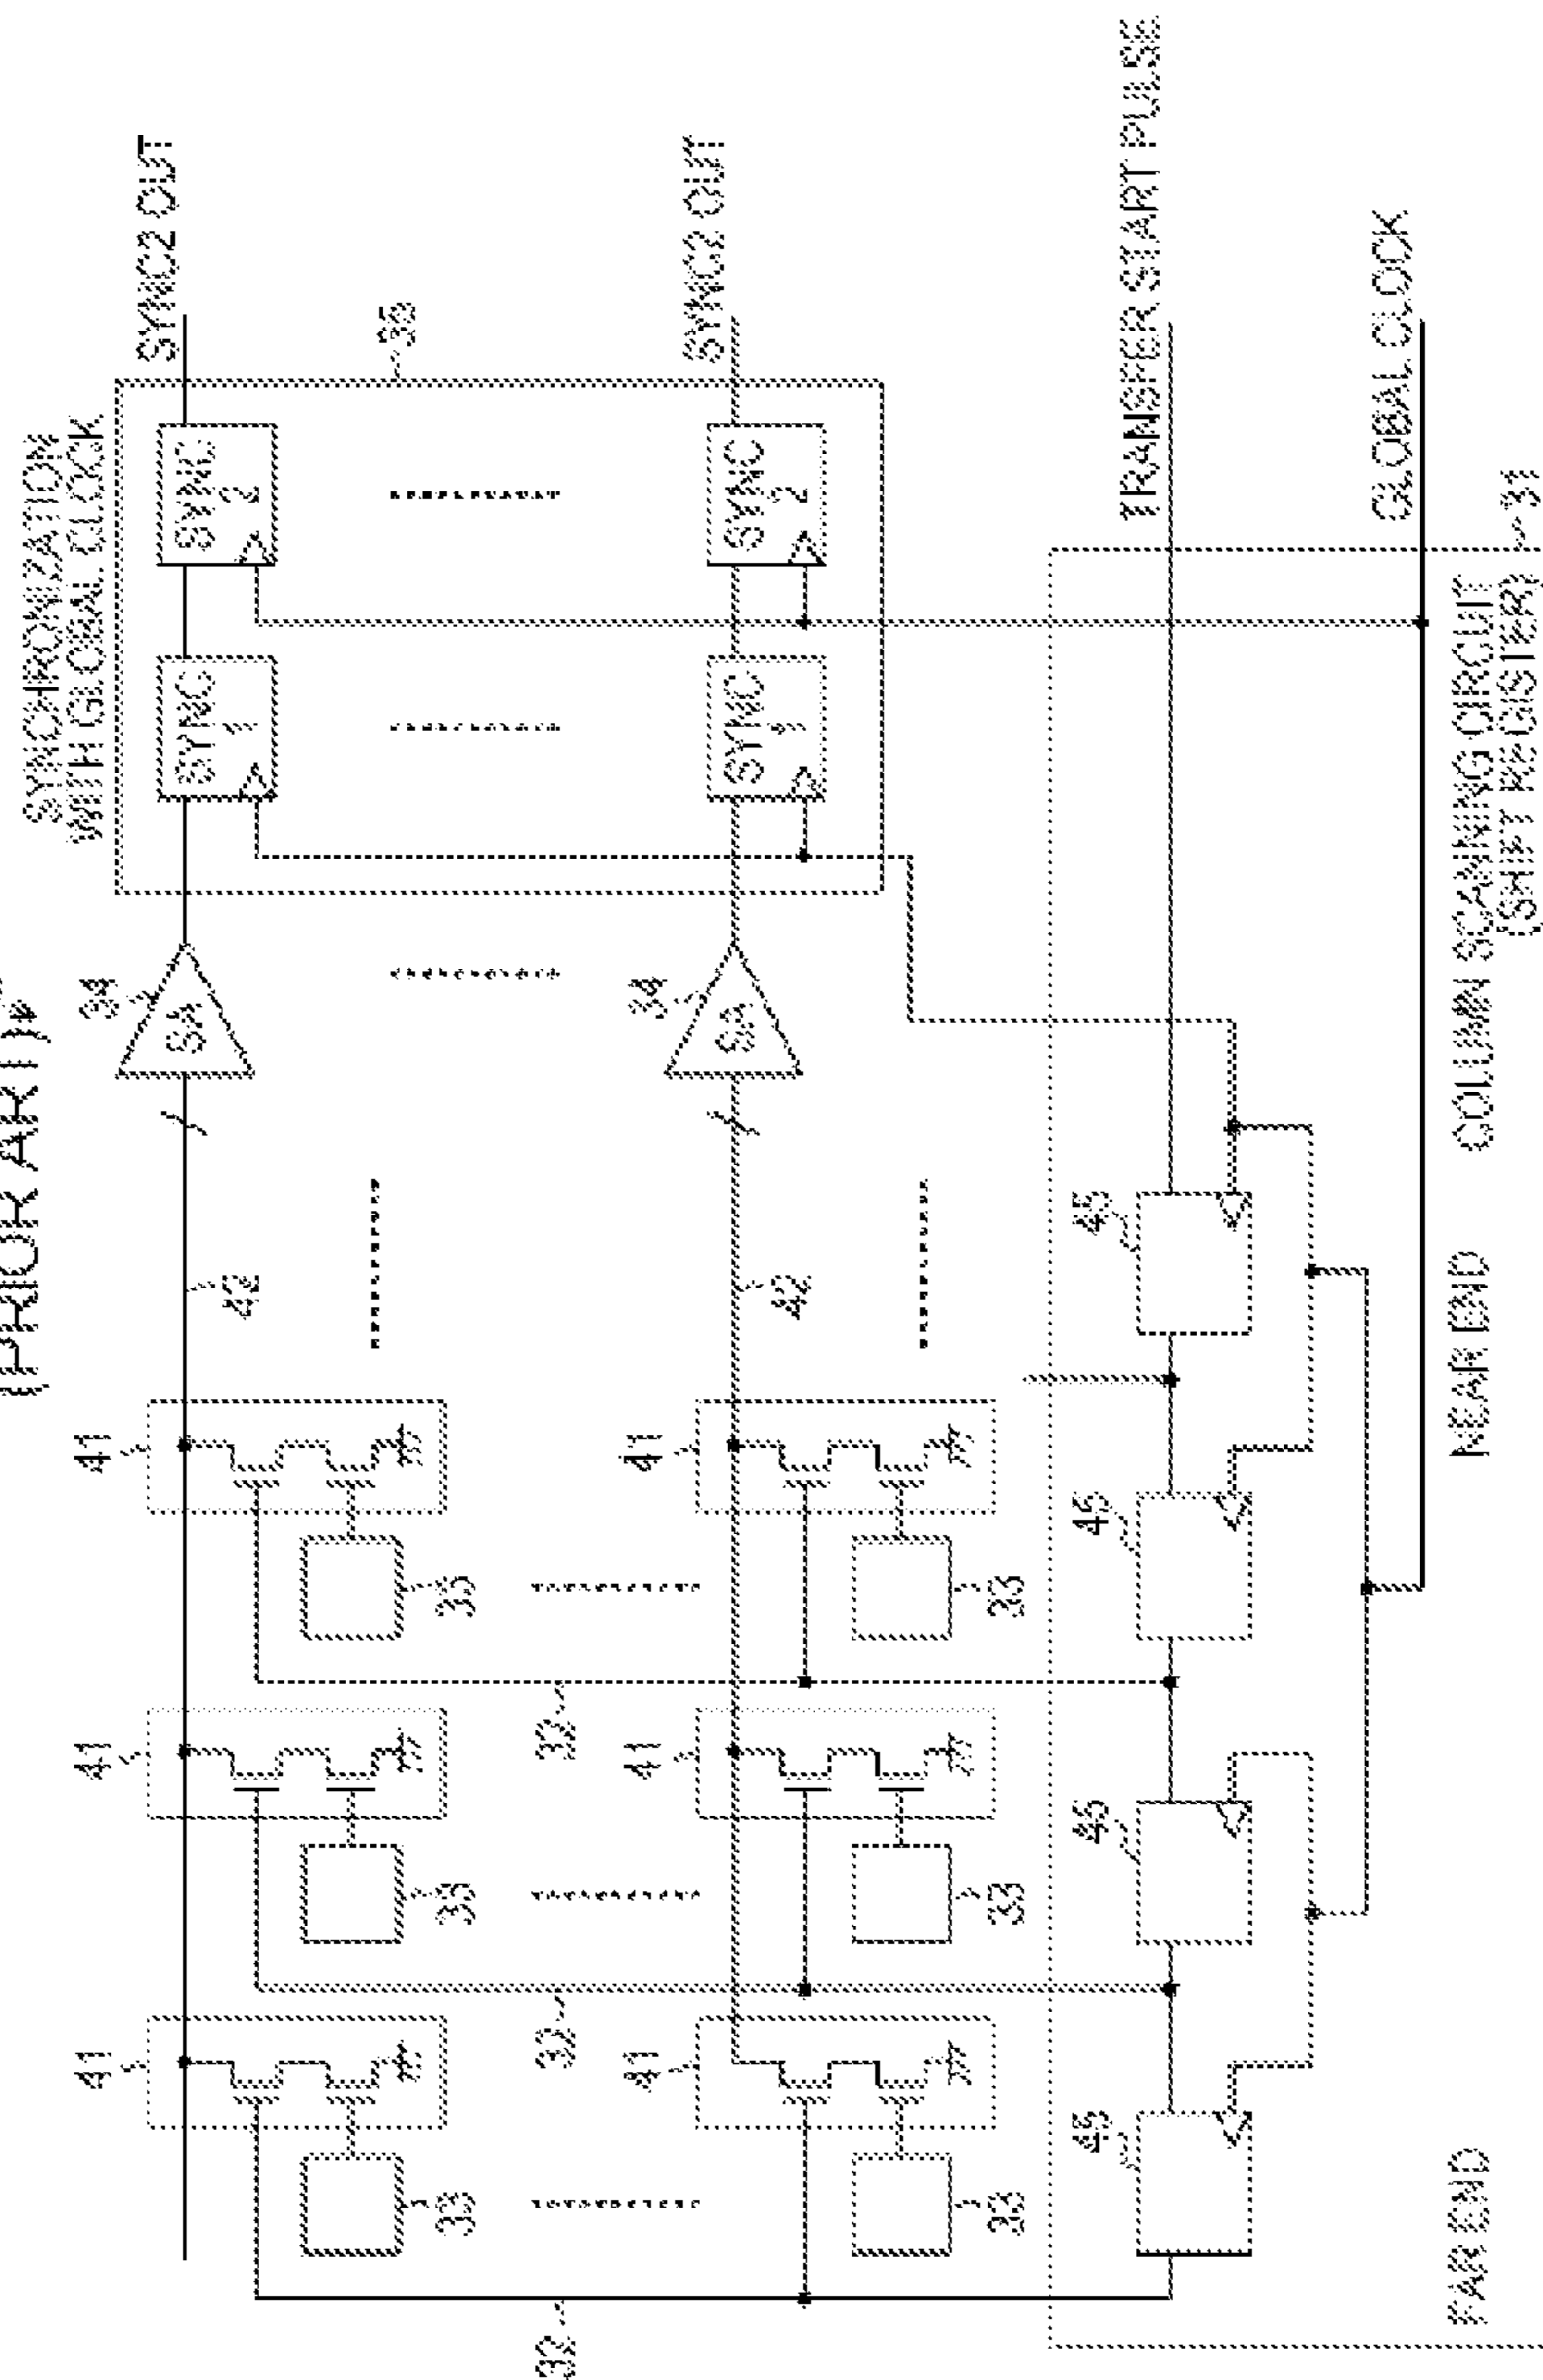 (PRIOR ART)
SYNCHRONIZATION
WITH GLOBAL CLOCK
41
41
41
34
SYNC2 OUT
SA
SYNC
1
SYNC
2
42
35
33
33
33
32
32
32
41
41
41
34
SYNC2 OUT
SA
SYNC
1
SYNC
2
42
33
33
33
45
45
45
45
TRANSFER START PULSE
GLOBAL CLOCK
FAR END
NEAR END
COLUMN SCANNING CIRCUIT
(SHIFT REGISTER)
31